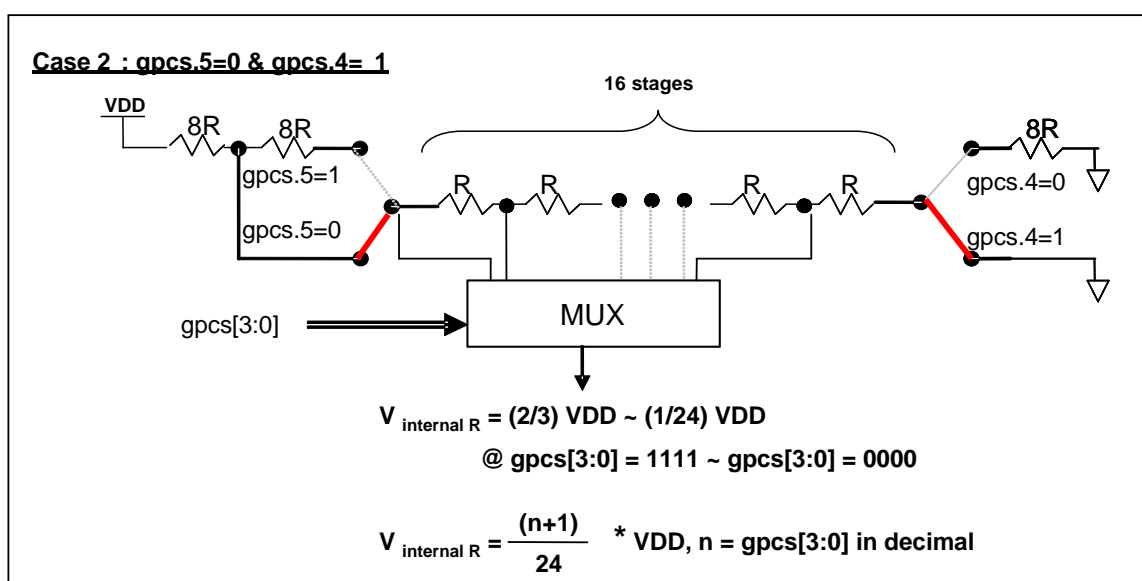 Case 2 : gpcs.5=0 & gpcs.4= 1
16 stages
VDD
8R
8R
8R
gpcs.5=1
R
R
R
R
gpcs.4=0
gpcs.5=0
gpcs.4=1
gpcs[3:0]
MUX
V internal R = (2/3) VDD ~ (1/24) VDD
@ gpcs[3:0] = 1111 ~ gpcs[3:0] = 0000
(n+1)
V internal R = * VDD, n = gpcs[3:0] in decimal
24